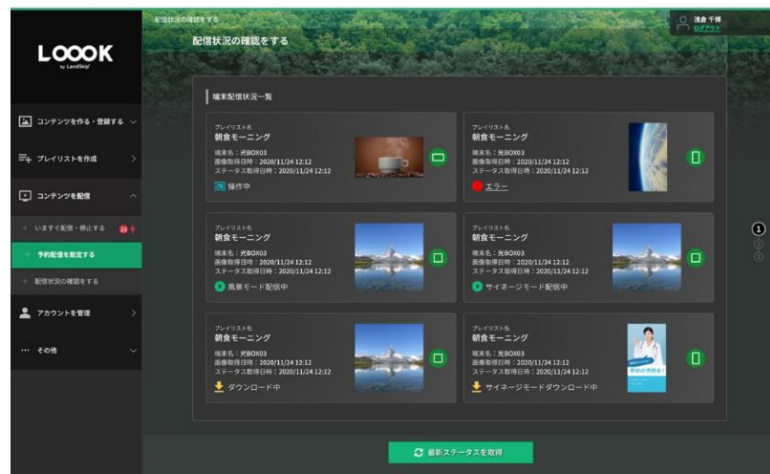 配信状況の確認をする
浅倉 千博
ログアウト
LOOOK
by LandSkip
配信状況の確認をする
コンテンツを作る・登録する
プレイリストを作成
コンテンツを配信
いますぐ配信・停止する
予約配信を設定する
配信状況の確認をする
アカウントを管理
その他
端末配信状況一覧
プレイリスト名
朝食モーニング
端末名：光BOX03
画像取得日時：2020/11/24 12:12
ステータス取得日時：2020/11/24 12:12
操作中
プレイリスト名
朝食モーニング
端末名：光BOX03
画像取得日時：2020/11/24 12:12
ステータス取得日時：2020/11/24 12:12
エラー
プレイリスト名
朝食モーニング
端末名：光BOX03
画像取得日時：2020/11/24 12:12
ステータス取得日時：2020/11/24 12:12
風景モード配信中
プレイリスト名
朝食モーニング
端末名：光BOX03
画像取得日時：2020/11/24 12:12
ステータス取得日時：2020/11/24 12:12
サイネージモード配信中
プレイリスト名
朝食モーニング
端末名：光BOX03
画像取得日時：2020/11/24 12:12
ステータス取得日時：2020/11/24 12:12
ダウンロード中
プレイリスト名
朝食モーニング
端末名：光BOX03
画像取得日時：2020/11/24 12:12
ステータス取得日時：2020/11/24 12:12
サイネージモードダウンロード中
1
2
3
最新ステータスを取得